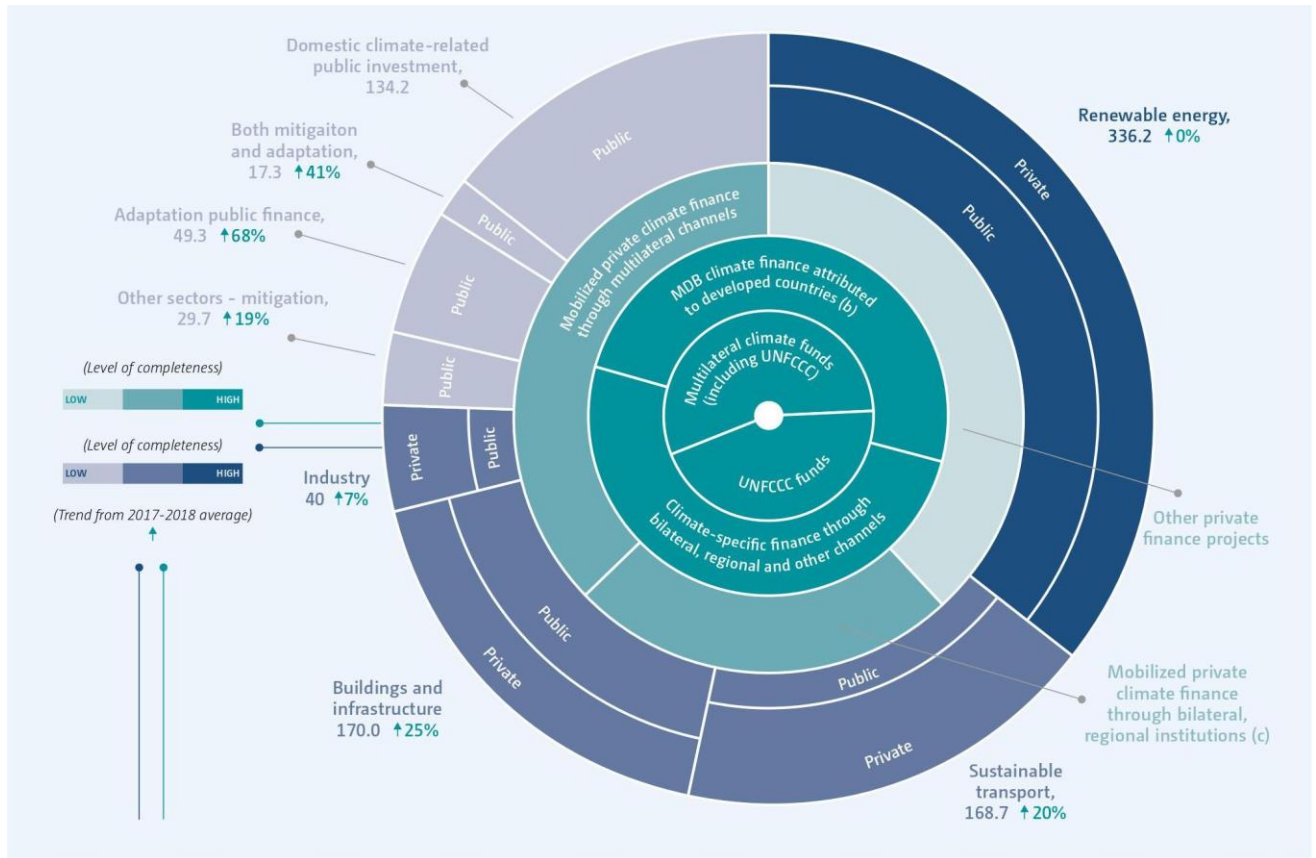 Domestic climate-related
public investment,
134.2
Both mitigaiton
and adaptation,
17.3 ↑41%
Adaptation public finance,
49.3 ↑68%
Other sectors - mitigation,
29.7 ↑19%
(Level of completeness)
LOW HIGH
(Level of completeness)
LOW HIGH
(Trend from 2017-2018 average)
↑
Industry
40 ↑7%
Buildings and
infrastructure
170.0 ↑25%
Sustainable
transport,
168.7 ↑20%
Renewable energy,
336.2 ↑0%
Other private
finance projects
Mobilized private
climate finance
through bilateral,
regional institutions (c)
Public
Public
Public
Public
Private
Public
Public
Private
Public
Private
Public
Private
Mobilized private climate finance
through multilateral channels
MDB climate finance attributed
to developed countries (b)
Multilateral climate funds
(including UNFCCC)
UNFCCC funds
Climate-specific finance through
bilateral, regional and other channels